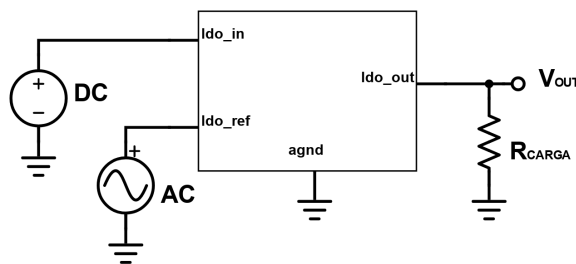 ldo_in
ldo_out
DC
VOUT
ldo_ref
agnd
RCARGA
AC